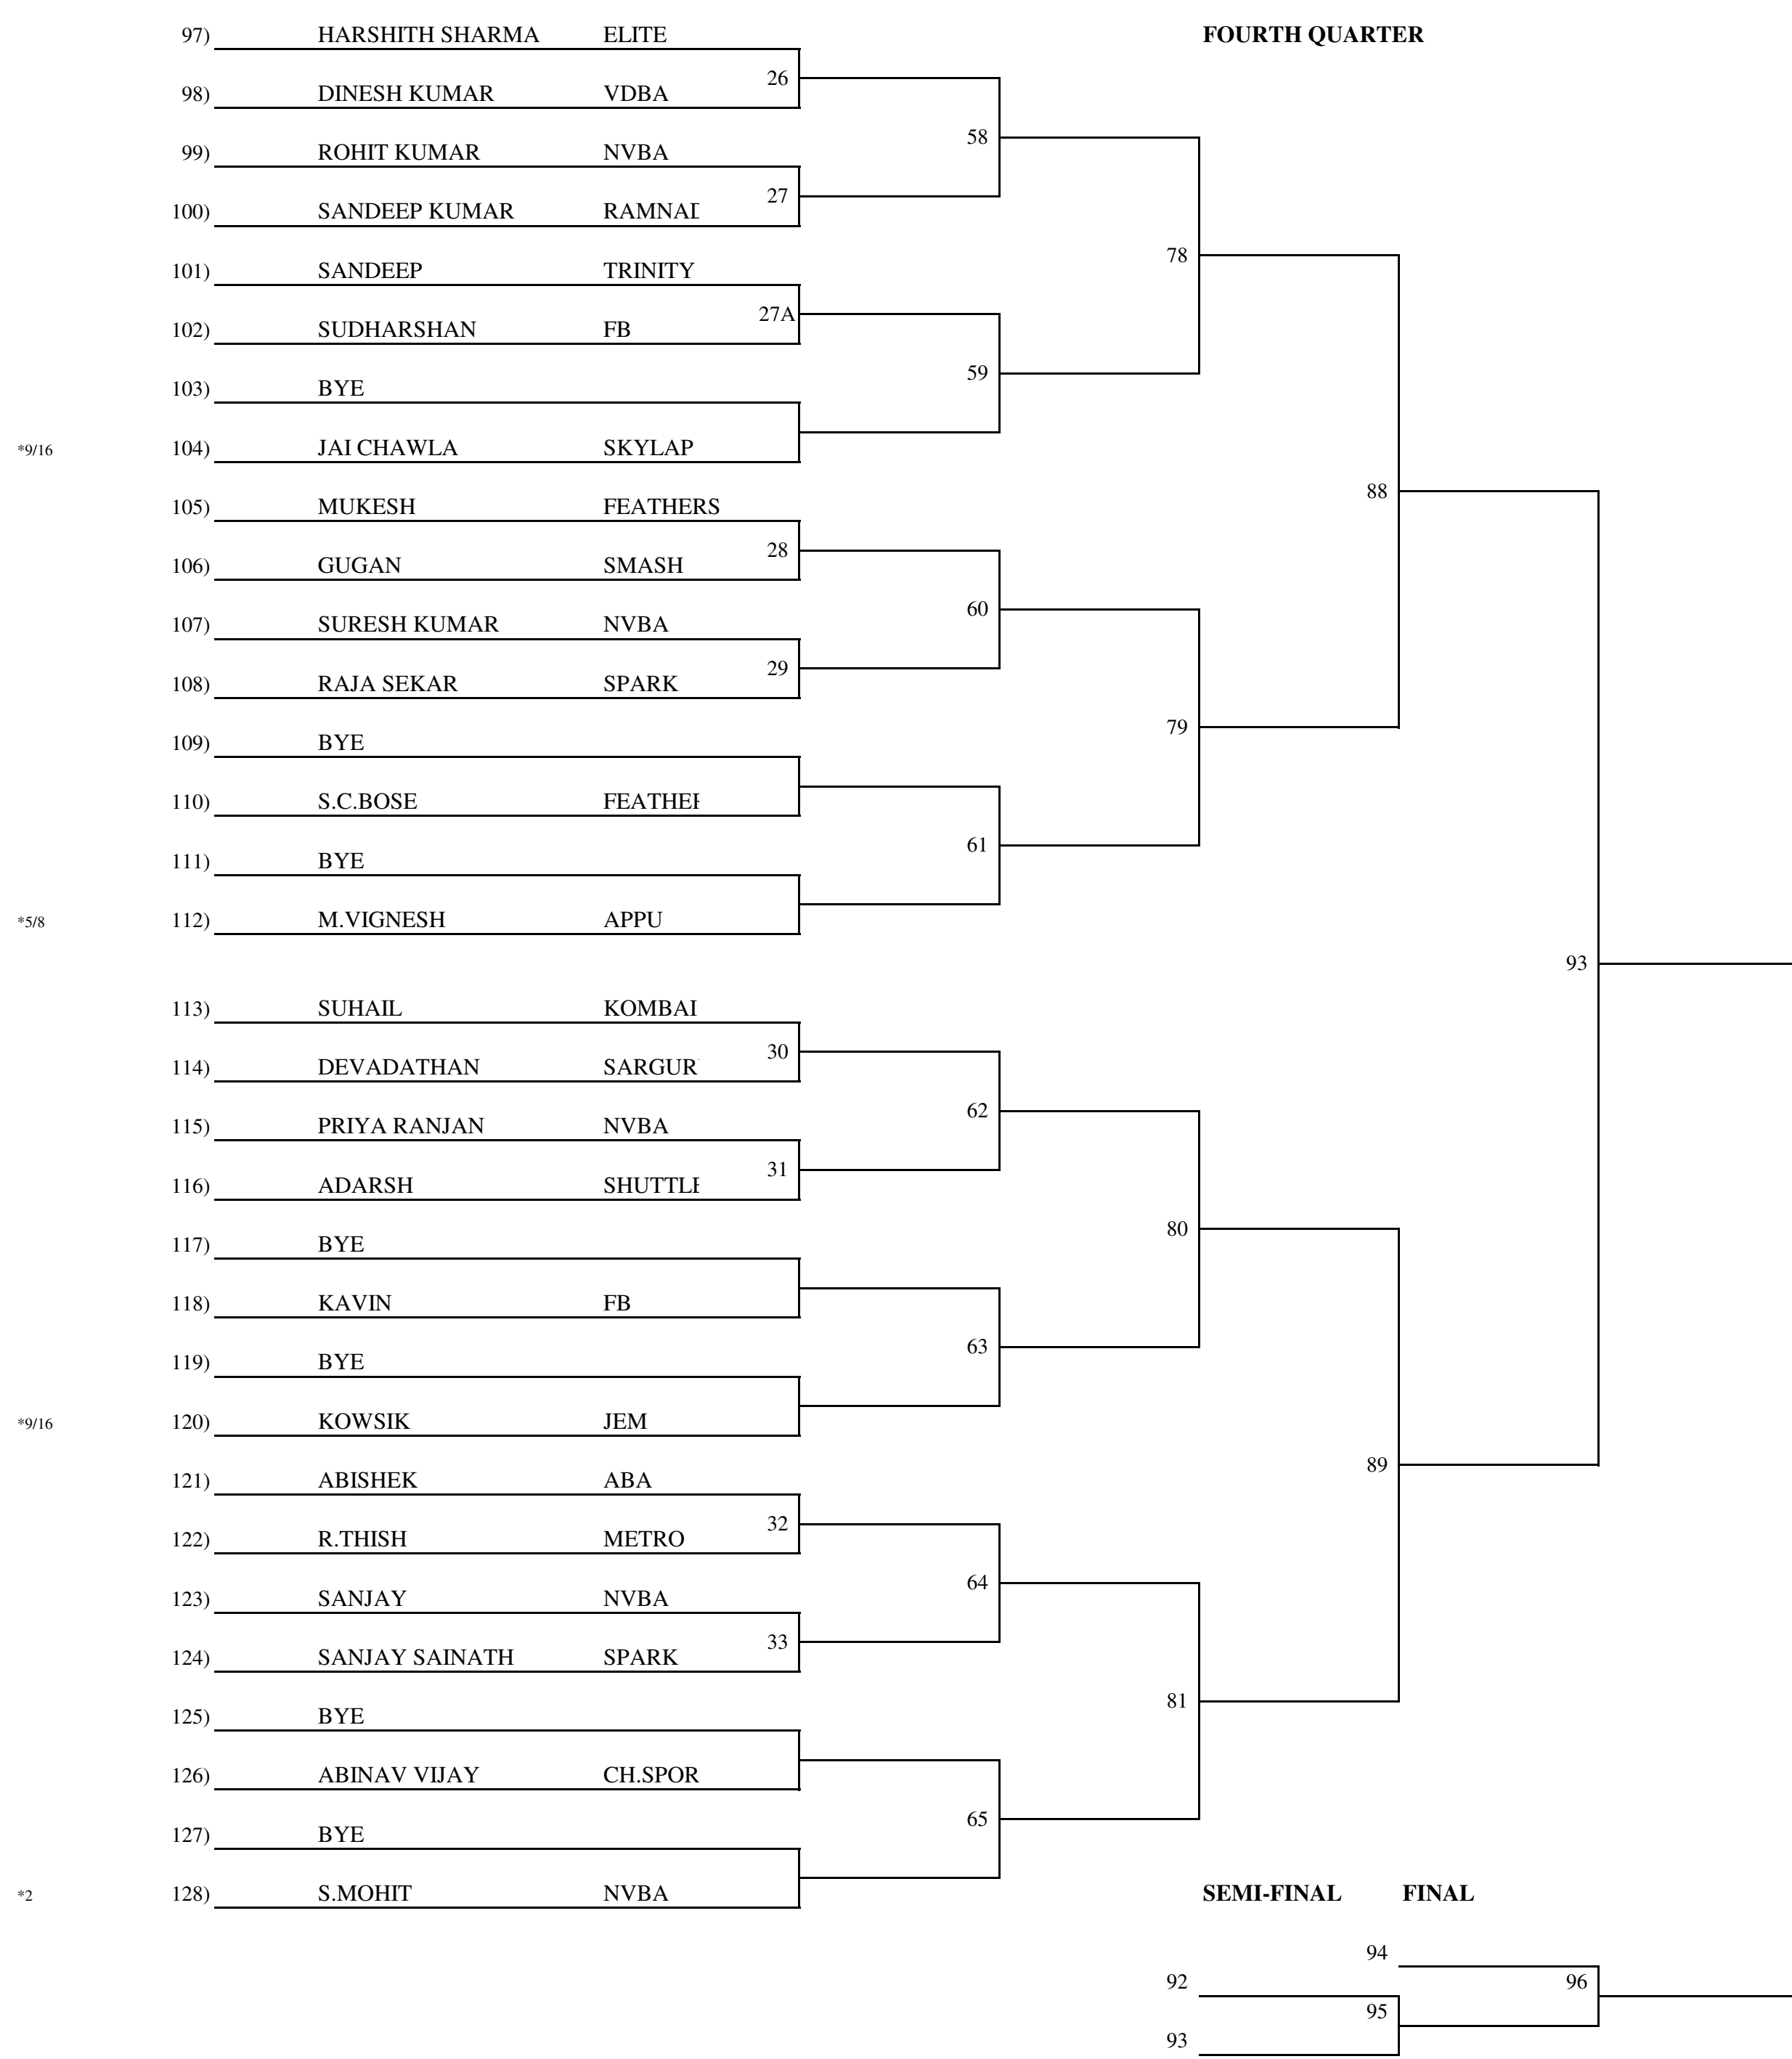 97) HARSHITH SHARMA ELITE FOURTH QUARTER
26
98) DINESH KUMAR VDBA
58
99) ROHIT KUMAR NVBA
27
100) SANDEEP KUMAR RAMNAD
78
101) SANDEEP TRINITY
27A
102) SUDHARSHAN FB
59
103) BYE
*9/16 104) JAI CHAWLA SKYLAP
88
105) MUKESH FEATHERS
28
106) GUGAN SMASH
60
107) SURESH KUMAR NVBA
29
108) RAJA SEKAR SPARK
79
109) BYE
110) S.C.BOSE FEATHER
61
111) BYE
*5/8 112) M.VIGNESH APPU
93
113) SUHAIL KOMBAI
30
114) DEVADATHAN SARGUR
62
115) PRIYA RANJAN NVBA
31
116) ADARSH SHUTTLE
80
117) BYE
118) KAVIN FB
63
119) BYE
*9/16 120) KOWSIK JEM
89
121) ABISHEK ABA
32
122) R.THISH METRO
64
123) SANJAY NVBA
33
124) SANJAY SAINATH SPARK
81
125) BYE
126) ABINAV VIJAY CH.SPOR
65
127) BYE
*2 128) S.MOHIT NVBA SEMI-FINAL FINAL
94
92 96
95
93